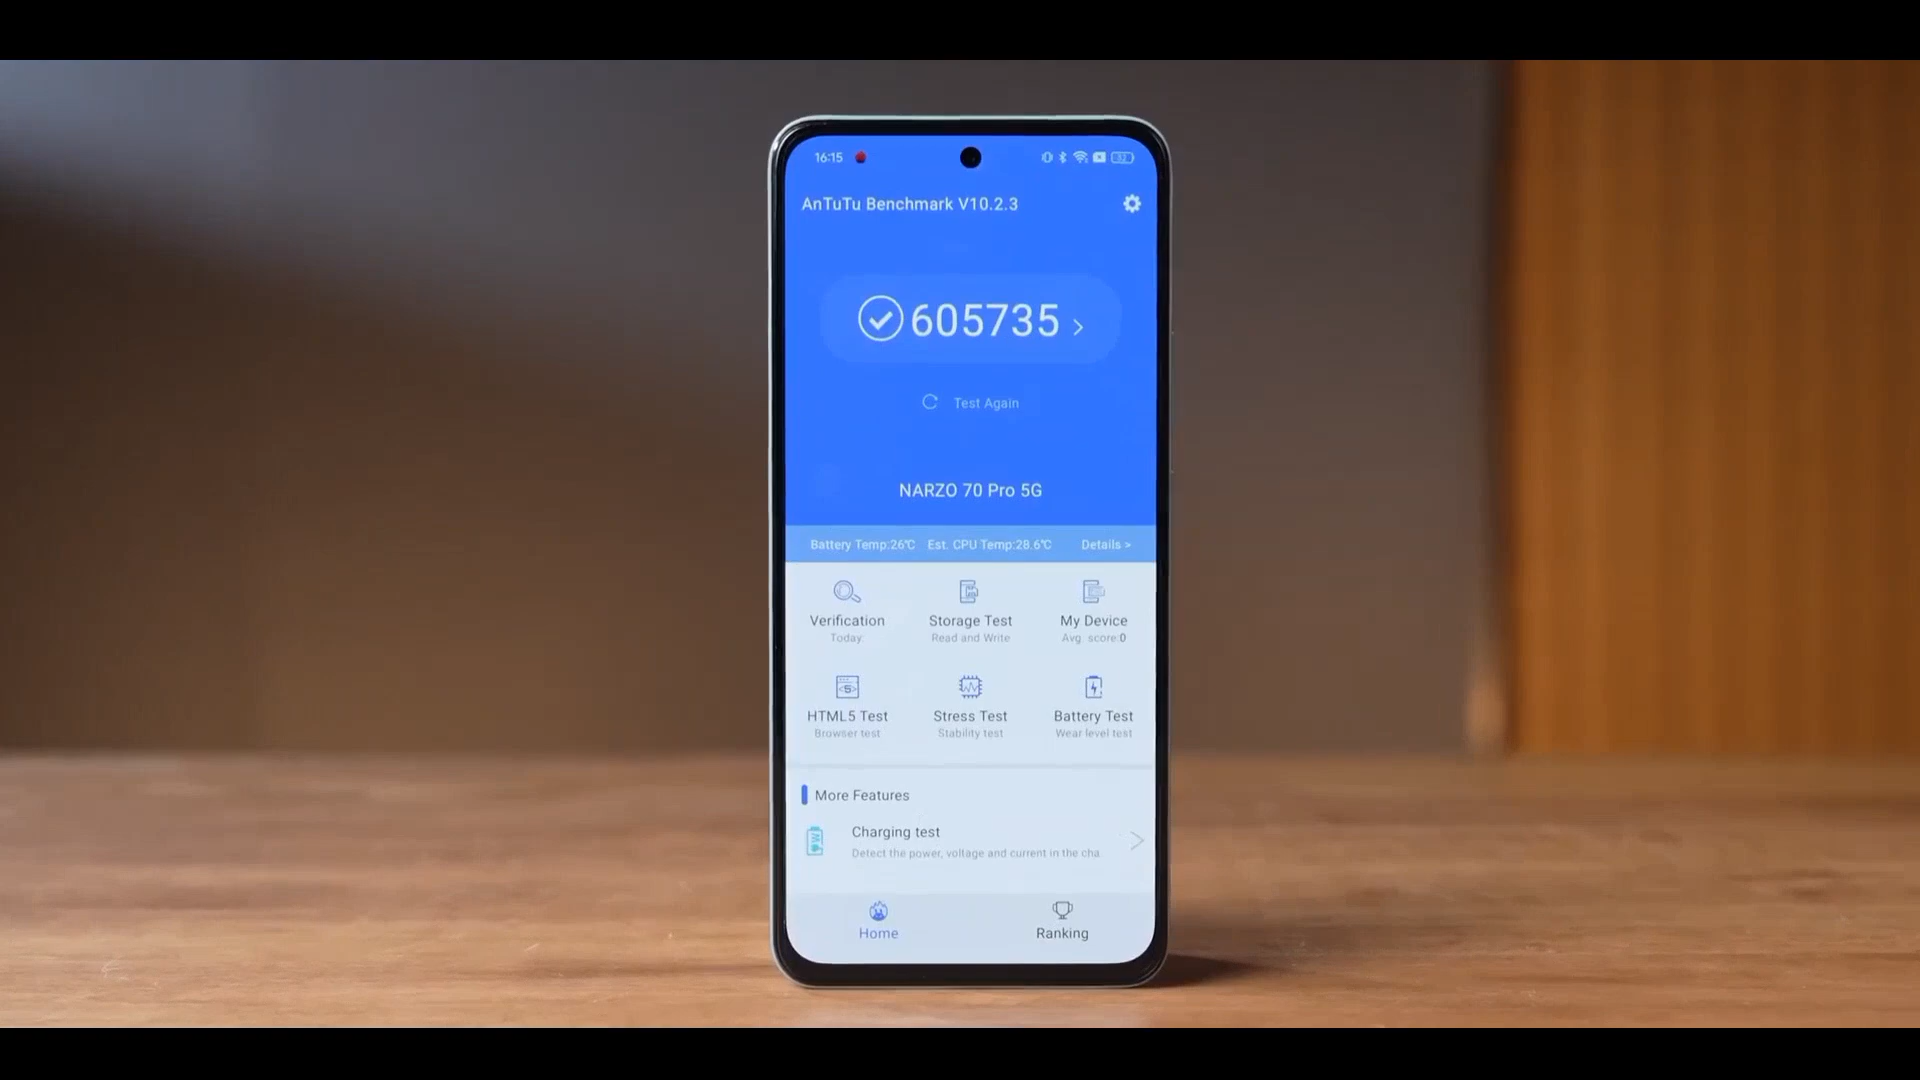 16:15
AnTuTu Benchmark V10.2.3
605735
Test Again
NARZO 70 Pro 5G
Battery Temp:26℃ Est. CPU Temp:28.6℃ Details >
Verification Storage Test My Device
Today: Read and Write Avg. score:0
HTML5 Test Stress Test Battery Test
Browser test Stability test Wear level test
More Features
Charging test
Detect the power, voltage and current in the cha
Home Ranking